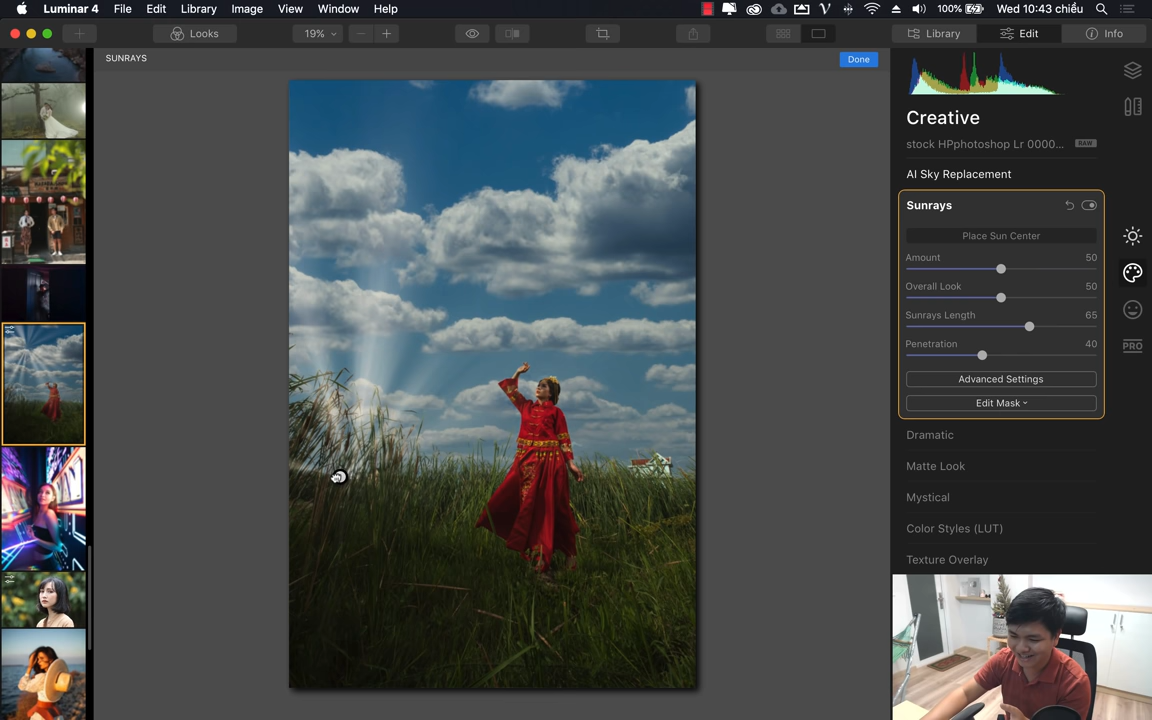 Luminar 4 File Edit Library Image View Window Help 100% Wed 10:43 chiều
Looks 19% Library Edit Info
SUNRAYS Done
Creative
stock HPphotoshop Lr 0000... RAW
AI Sky Replacement
Sunrays
Place Sun Center
Amount 50
Overall Look 50
Sunrays Length 65
Penetration 40
Advanced Settings
Edit Mask
PRO
Dramatic
Matte Look
Mystical
Color Styles (LUT)
Texture Overlay